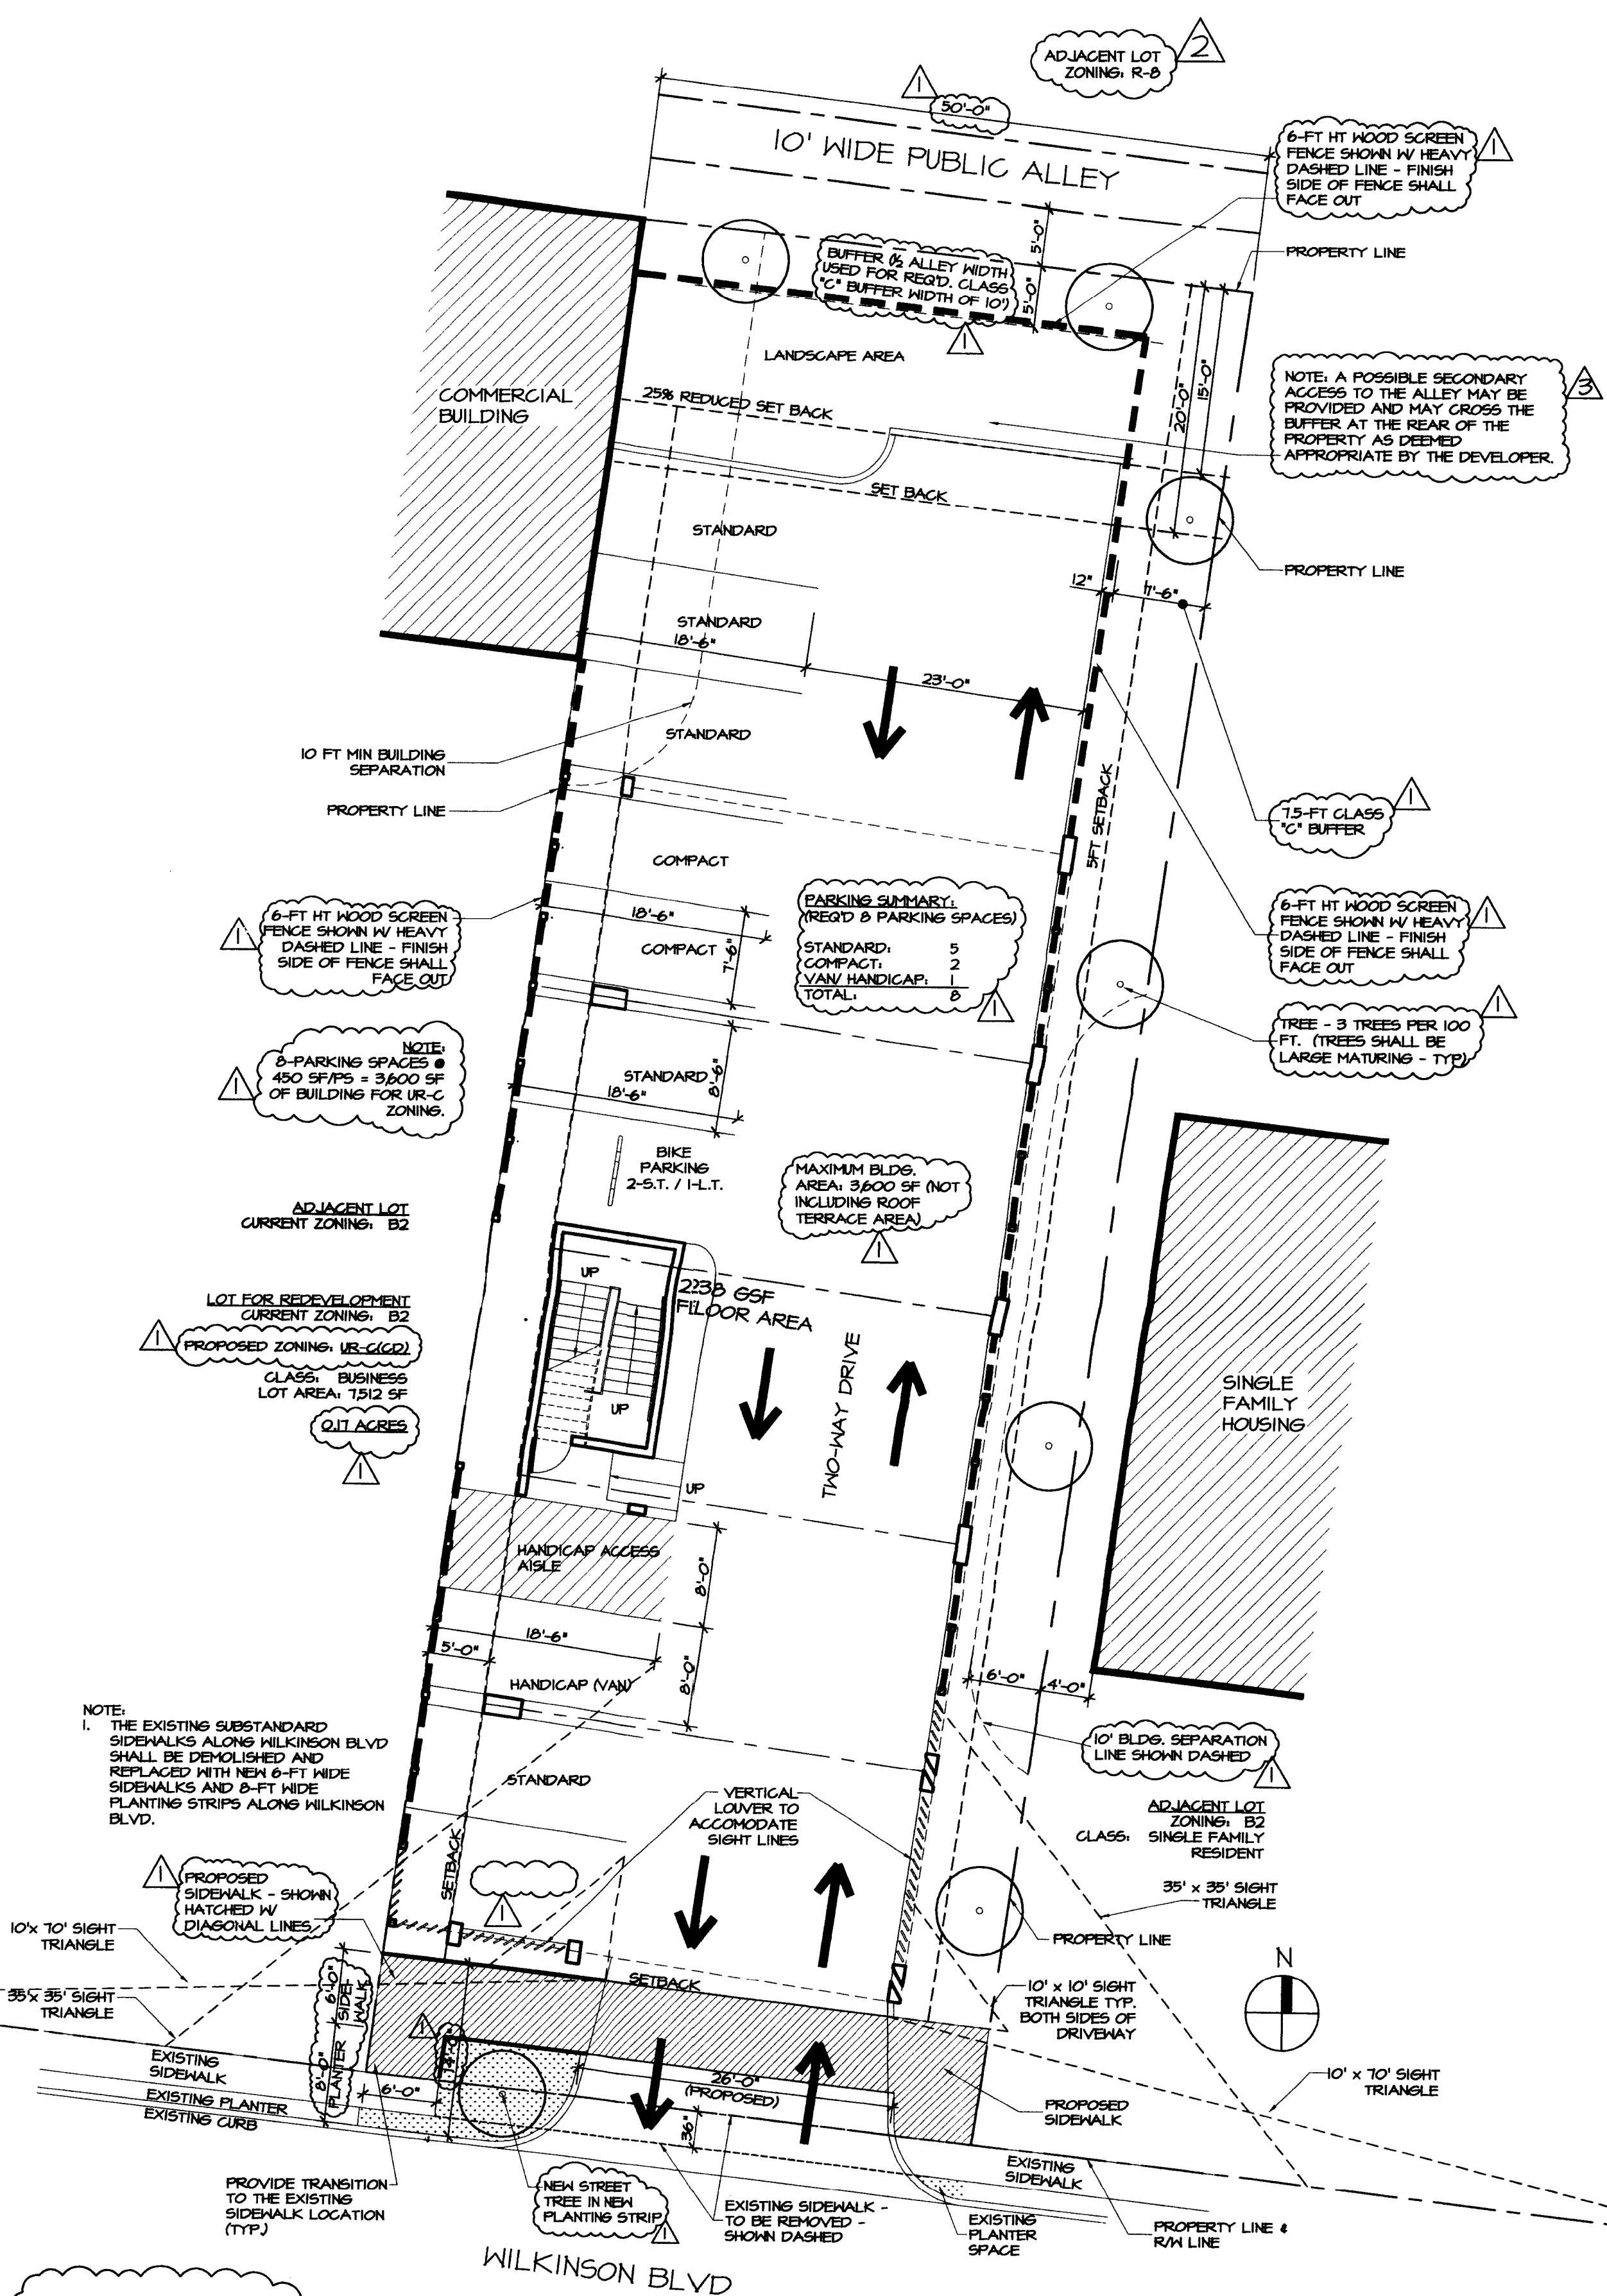 ADJACENT LOT
ZONING: R-8
2
1
50'-0"
10' WIDE PUBLIC ALLEY
6-FT HT WOOD SCREEN
FENCE SHOWN W/ HEAVY
DASHED LINE - FINISH
SIDE OF FENCE SHALL
FACE OUT
1
PROPERTY LINE
BUFFER (½ ALLEY WIDTH
USED FOR REQ'D. CLASS
"C" BUFFER WIDTH OF 10')
1
5'-0"
5'-0"
LANDSCAPE AREA
COMMERCIAL
BUILDING
25% REDUCED SET BACK
20'-0"
15'-0"
NOTE: A POSSIBLE SECONDARY
ACCESS TO THE ALLEY MAY BE
PROVIDED AND MAY CROSS THE
BUFFER AT THE REAR OF THE
PROPERTY AS DEEMED
APPROPRIATE BY THE DEVELOPER.
3
SET BACK
STANDARD
PROPERTY LINE
12"
7'-6"
STANDARD
18'-6"
23'-0"
STANDARD
10 FT MIN BUILDING
SEPARATION
PROPERTY LINE
5FT SETBACK
7.5-FT CLASS
"C" BUFFER
1
COMPACT
18'-6"
COMPACT
7'-6"
PARKING SUMMARY:
(REQ'D 8 PARKING SPACES)
STANDARD: 5
COMPACT: 2
VAN/ HANDICAP: 1
TOTAL: 8
1
6-FT HT WOOD SCREEN
FENCE SHOWN W/ HEAVY
DASHED LINE - FINISH
SIDE OF FENCE SHALL
FACE OUT
1
6-FT HT WOOD SCREEN
FENCE SHOWN W/ HEAVY
DASHED LINE - FINISH
SIDE OF FENCE SHALL
FACE OUT
1
TREE - 3 TREES PER 100
FT. (TREES SHALL BE
LARGE MATURING - TYP)
1
NOTE:
8-PARKING SPACES @
450 SF/PS = 3,600 SF
OF BUILDING FOR UR-C
ZONING.
1
STANDARD
18'-6"
8'-6"
BIKE
PARKING
2-S.T. / 1-L.T.
MAXIMUM BLDG.
AREA: 3,600 SF (NOT
INCLUDING ROOF
TERRACE AREA)
1
ADJACENT LOT
CURRENT ZONING: B2
LOT FOR REDEVELOPMENT
CURRENT ZONING: B2
1
PROPOSED ZONING: UR-C(CD)
CLASS: BUSINESS
LOT AREA: 7,512 SF
0.17 ACRES
1
UP
UP
UP
2238 GSF
FLOOR AREA
TWO-WAY DRIVE
SINGLE
FAMILY
HOUSING
HANDICAP ACCESS
AISLE
8'-0"
18'-6"
5'-0"
HANDICAP (VAN)
8'-0"
6'-0"
4'-0"
NOTE:
1. THE EXISTING SUBSTANDARD
SIDEWALKS ALONG WILKINSON BLVD
SHALL BE DEMOLISHED AND
REPLACED WITH NEW 6-FT WIDE
SIDEWALKS AND 8-FT WIDE
PLANTING STRIPS ALONG WILKINSON
BLVD.
10' BLDG. SEPARATION
LINE SHOWN DASHED
1
STANDARD
VERTICAL
LOUVER TO
ACCOMODATE
SIGHT LINES
ADJACENT LOT
ZONING: B2
CLASS: SINGLE FAMILY
RESIDENT
SETBACK
1
1
PROPOSED
SIDEWALK - SHOWN
HATCHED W/
DIAGONAL LINES
35' x 35' SIGHT
TRIANGLE
10'x 70' SIGHT
TRIANGLE
PROPERTY LINE
35'x 35' SIGHT
TRIANGLE
6'-0"
SIDE-
WALK
SETBACK
10' x 10' SIGHT
TRIANGLE TYP.
BOTH SIDES OF
DRIVEWAY
N
8'-0"
PLANTER
1
14'-0"
EXISTING
SIDEWALK
EXISTING PLANTER
EXISTING CURB
6'-0"
26'-0"
(PROPOSED)
36"
10' x 70' SIGHT
TRIANGLE
PROPOSED
SIDEWALK
PROVIDE TRANSITION
TO THE EXISTING
SIDEWALK LOCATION
(TYP.)
NEW STREET
TREE IN NEW
PLANTING STRIP
1
EXISTING SIDEWALK -
TO BE REMOVED -
SHOWN DASHED
EXISTING
SIDEWALK
EXISTING
PLANTER
SPACE
PROPERTY LINE &
R/W LINE
WILKINSON BLVD